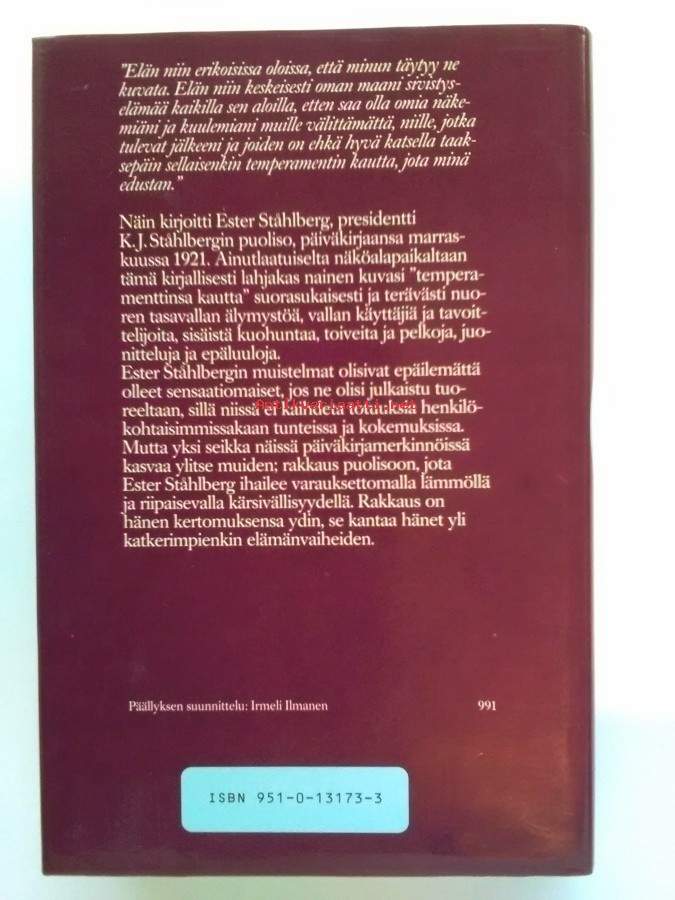 "Elän niin erikoisissa oloissa, että minun täytyy ne
kuvata. Elän niin keskeisesti oman maani sivistys-
elämää kaikilla sen aloilla, etten saa olla omia näke-
miäni ja kuulemiani muille välittämättä, niille, jotka
tulevat jälkeeni ja joiden on ehkä hyvä katsella taak-
sepäin sellaisenkin temperamentin kautta, jota minä
edustan."
Näin kirjoitti Ester Ståhlberg, presidentti
K.J. Ståhlbergin puoliso, päiväkirjaansa marras-
kuussa 1921. Ainutlaatuiselta näköalapaikaltaan
tämä kirjallisesti lahjakas nainen kuvasi "tempera-
menttinsa kautta" suorasukaisesti ja terävästi nuo-
ren tasavallan älymystöä, vallan käyttäjiä ja tavoit-
telijoita, sisäistä kuohuntaa, toiveita ja pelkoja, juo-
nitteluja ja epäluuloja.
Ester Ståhlbergin muistelmat olisivat epäilemättä
olleet sensaatiomaiset, jos ne olisi julkaistu tuo-
reeltaan, sillä niissä ei kaihdeta totuuksia henkilö-
kohtaisimmissakaan tunteissa ja kokemuksissa.
Mutta yksi seikka näissä päiväkirjamerkinnöissä
kasvaa ylitse muiden; rakkaus puolisoon, jota
Ester Ståhlberg ihailee varauksettomalla lämmöllä
ja riipaisevalla kärsivällisyydellä. Rakkaus on
hänen kertomuksensa ydin, se kantaa hänet yli
katkerimpienkin elämänvaiheiden.
Päällyksen suunnittelu: Irmeli Ilmanen 991
ISBN 951-0-13173-3